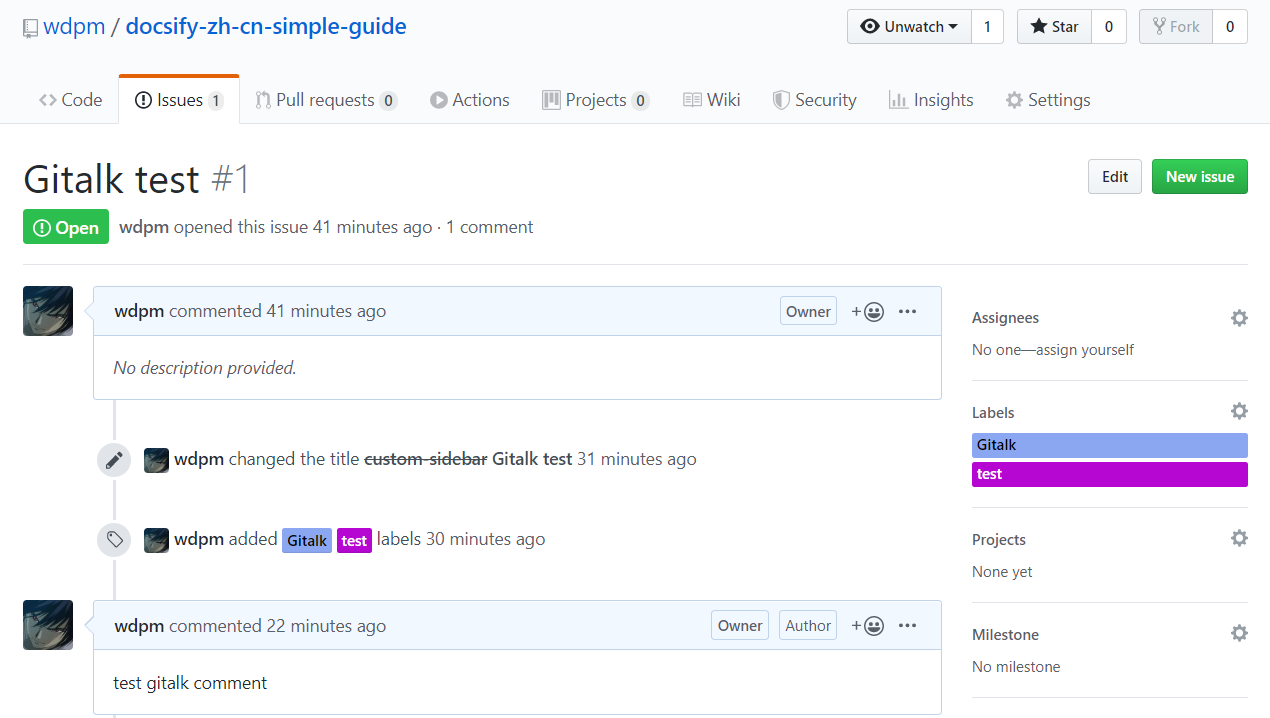 wdpm / docsify-zh-cn-simple-guide
Unwatch 1 Star 0 Fork 0
Code Issues 1 Pull requests 0 Actions Projects 0 Wiki Security Insights Settings
Gitalk test #1
Edit New issue
Open wdpm opened this issue 41 minutes ago · 1 comment
wdpm commented 41 minutes ago Owner
No description provided.
wdpm changed the title custom-sidebar Gitalk test 31 minutes ago
wdpm added Gitalk test labels 30 minutes ago
wdpm commented 22 minutes ago Owner Author
test gitalk comment
Assignees
No one—assign yourself
Labels
Gitalk
test
Projects
None yet
Milestone
No milestone